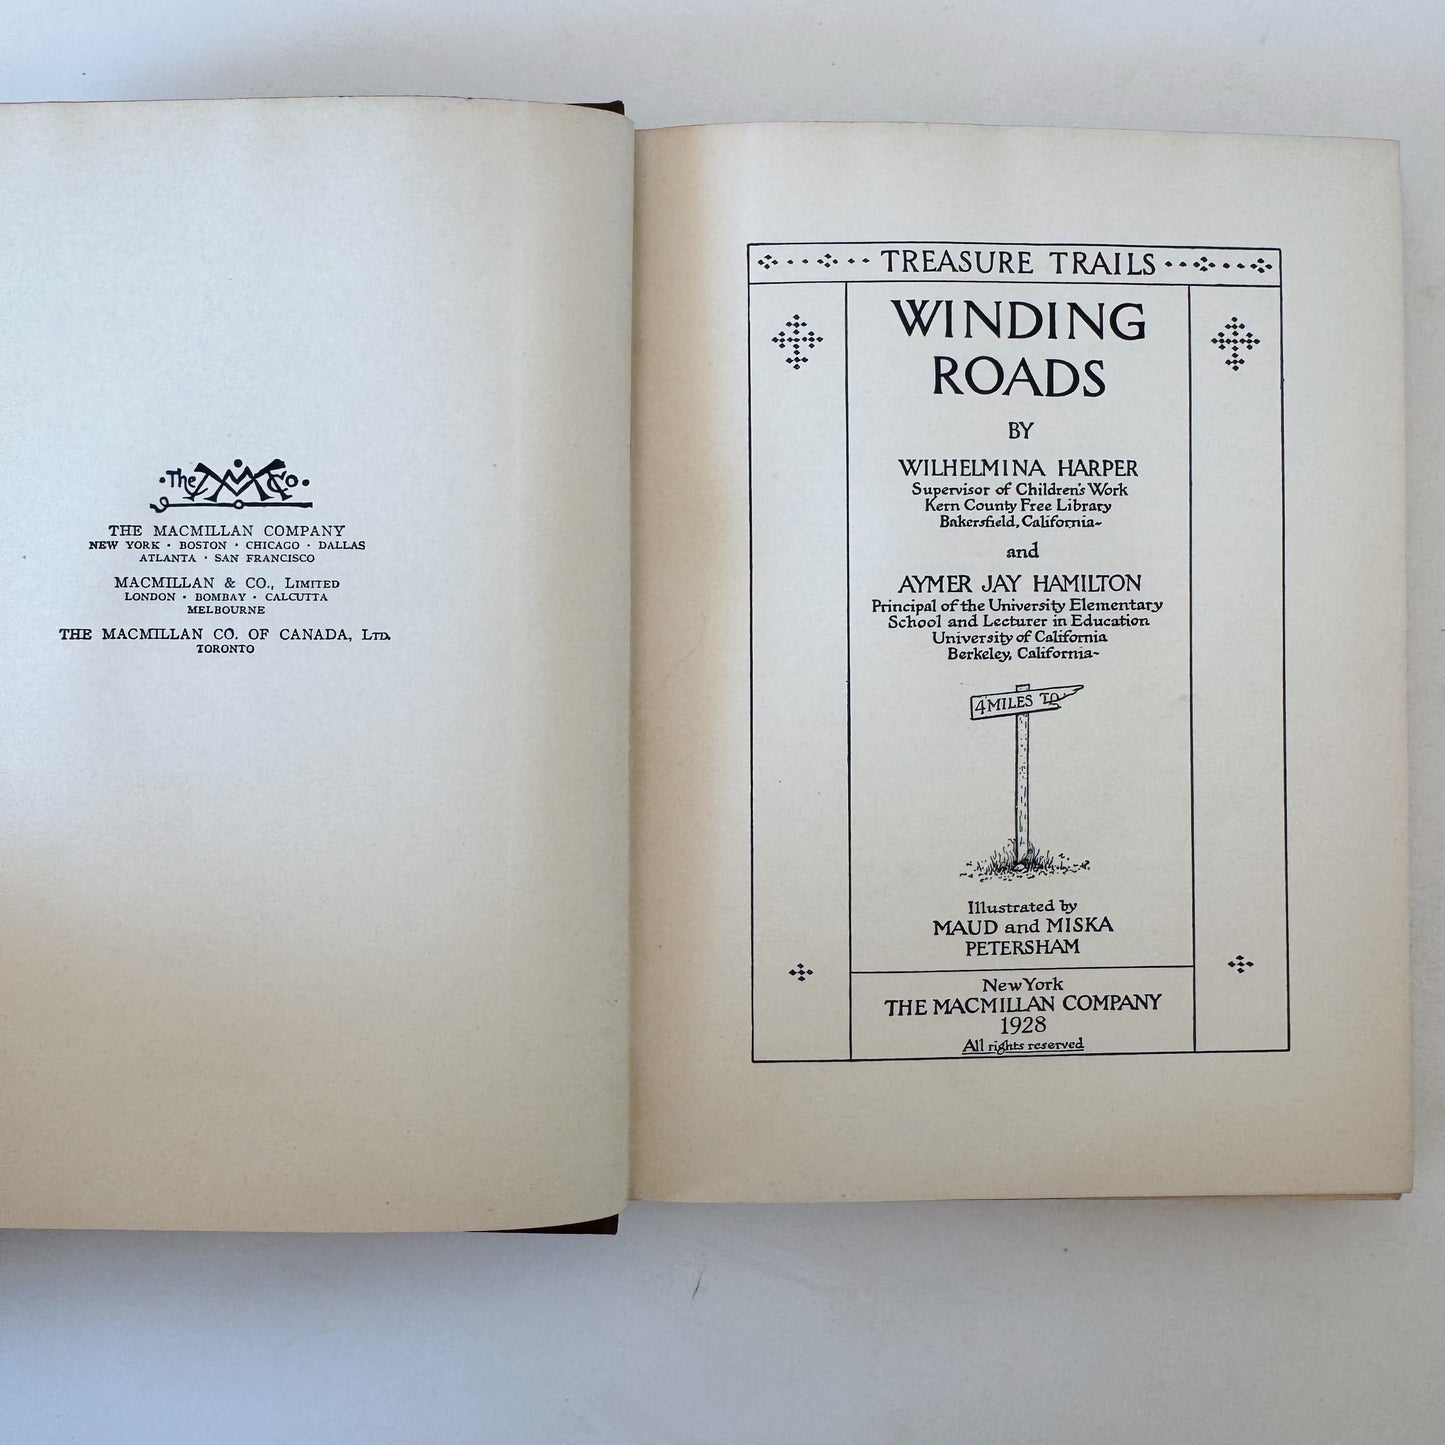 The M Co.
THE MACMILLAN COMPANY
NEW YORK · BOSTON · CHICAGO · DALLAS
ATLANTA · SAN FRANCISCO
MACMILLAN & CO., LIMITED
LONDON · BOMBAY · CALCUTTA
MELBOURNE
THE MACMILLAN CO. OF CANADA, LTD.
TORONTO
TREASURE TRAILS
WINDING
ROADS
BY
WILHELMINA HARPER
Supervisor of Children's Work
Kern County Free Library
Bakersfield, California~
and
AYMER JAY HAMILTON
Principal of the University Elementary
School and Lecturer in Education
University of California
Berkeley, California~
4 MILES TO
Illustrated by
MAUD and MISKA
PETERSHAM
New York
THE MACMILLAN COMPANY
1928
All rights reserved